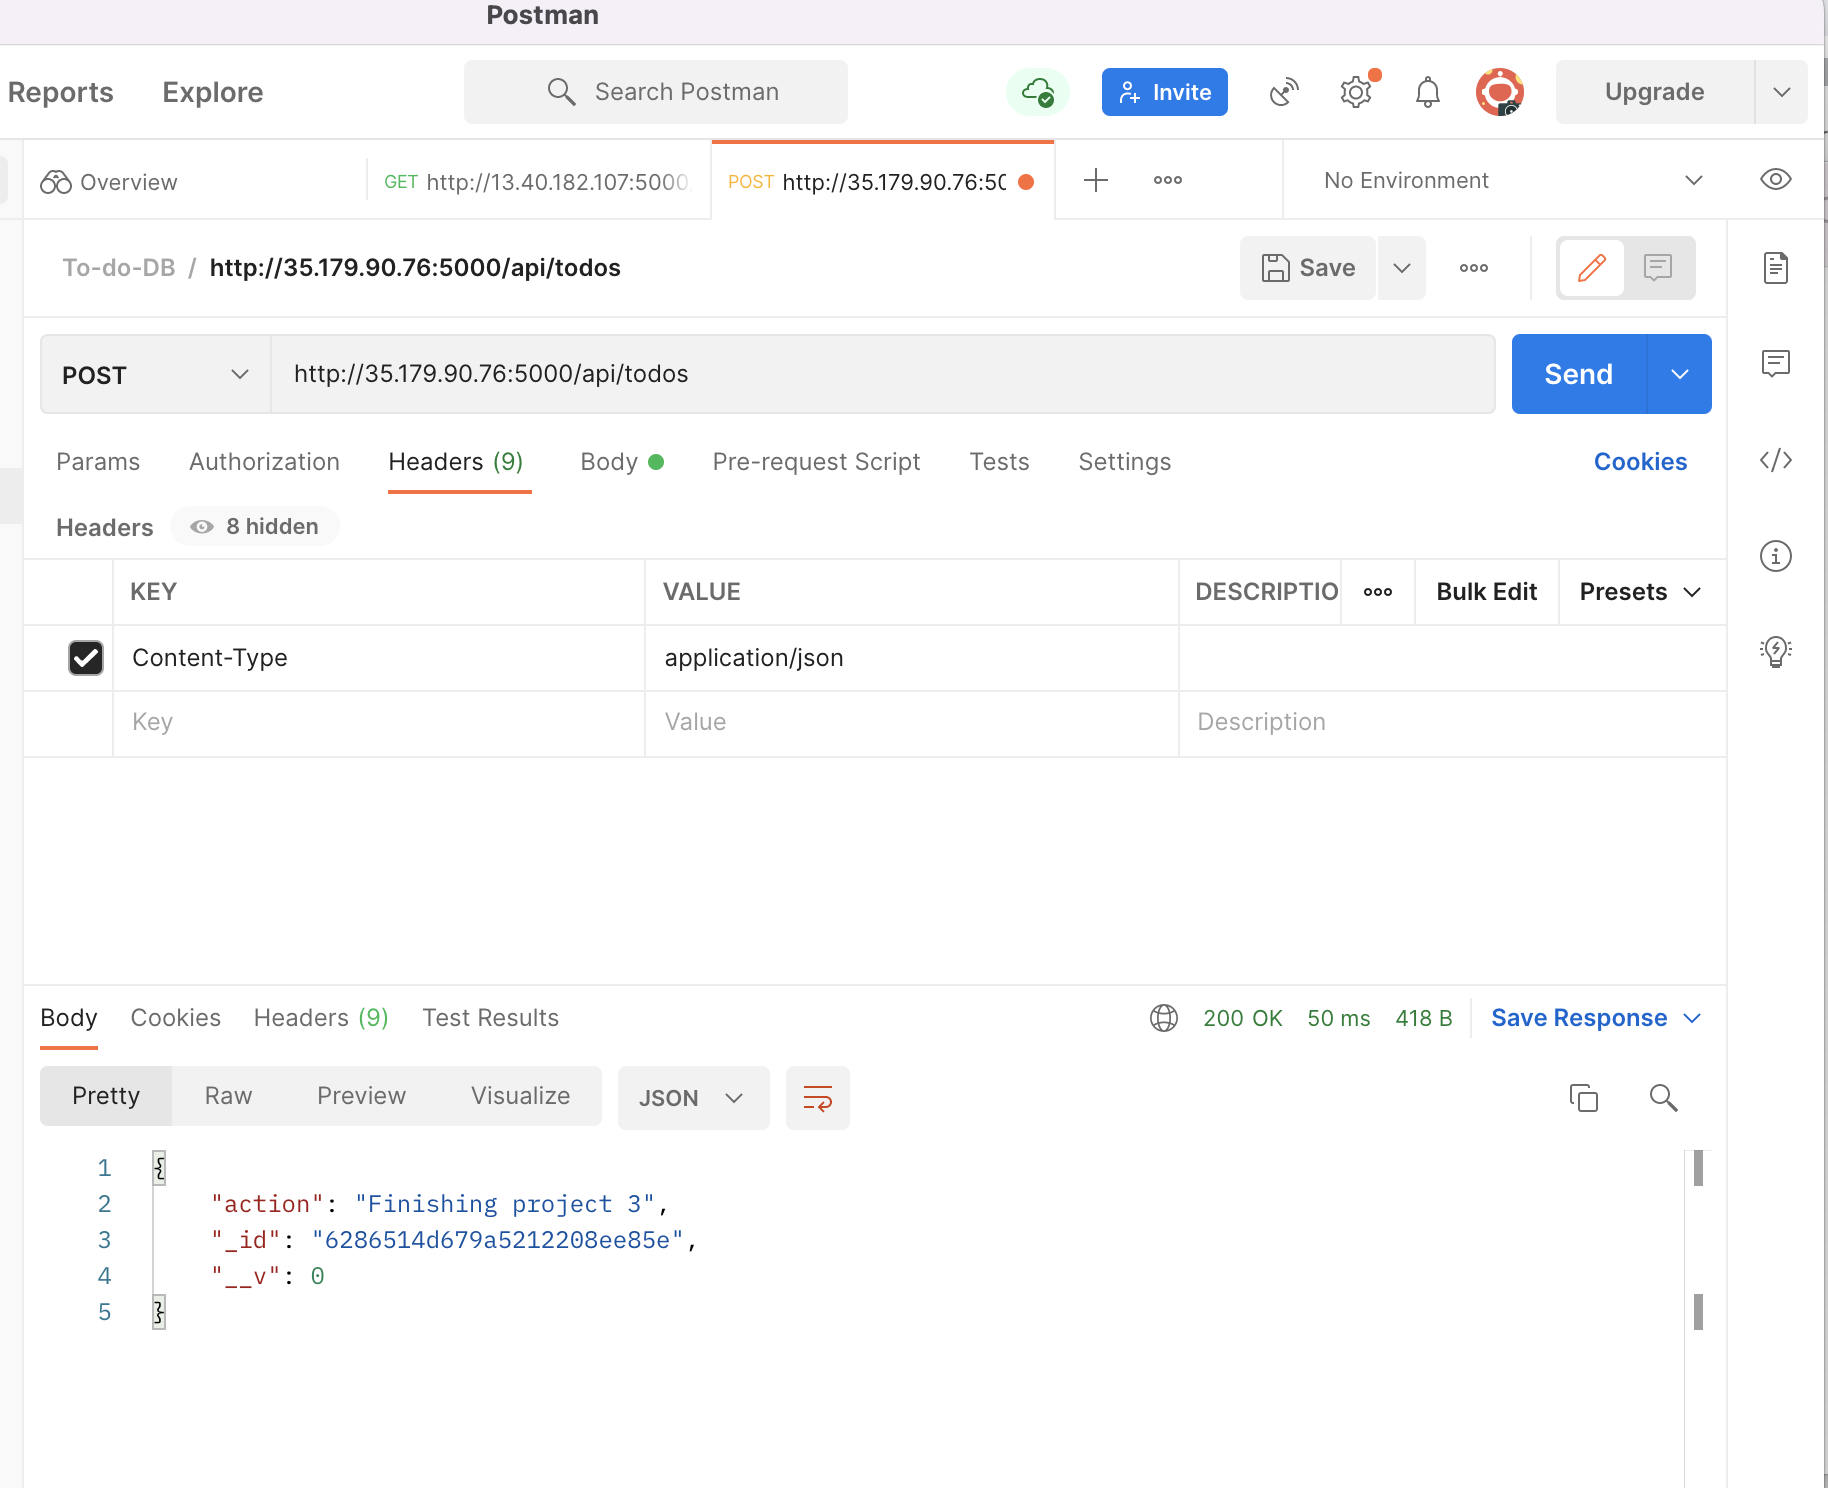 Postman
Reports Explore Search Postman Invite Upgrade
Overview GET http://13.40.182.107:5000 POST http://35.179.90.76:50 No Environment
To-do-DB / http://35.179.90.76:5000/api/todos Save
POST http://35.179.90.76:5000/api/todos Send
Params Authorization Headers (9) Body Pre-request Script Tests Settings Cookies
Headers 8 hidden
KEY VALUE DESCRIPTIO Bulk Edit Presets
Content-Type application/json
Key Value Description
Body Cookies Headers (9) Test Results 200 OK 50 ms 418 B Save Response
Pretty Raw Preview Visualize JSON
1 {
2 "action": "Finishing project 3",
3 "_id": "6286514d679a5212208ee85e",
4 "__v": 0
5 }